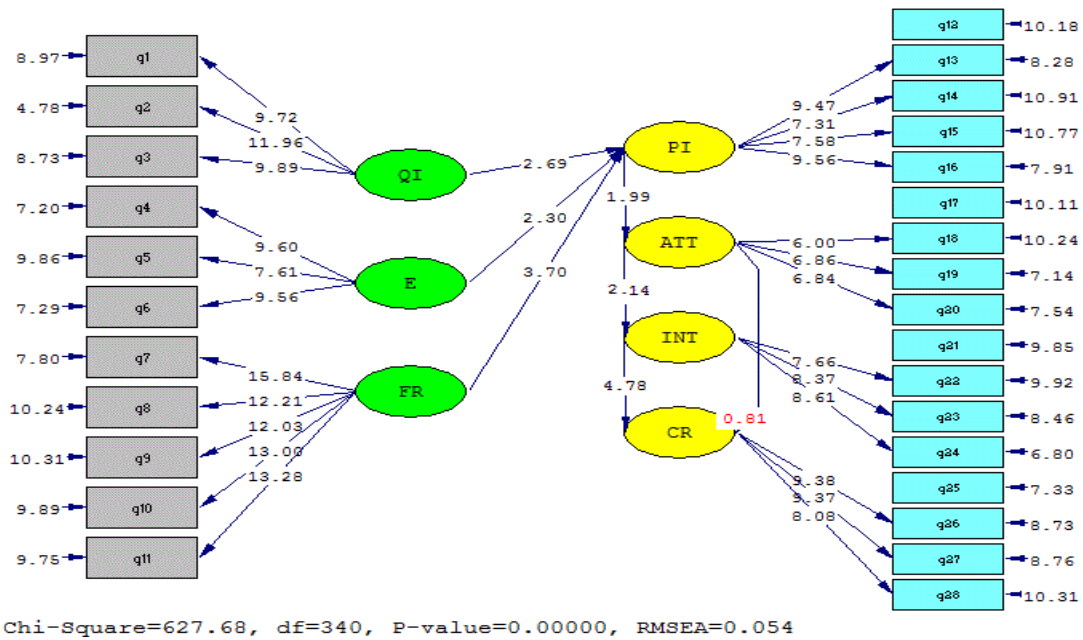 8.97 q1
4.78 q2
8.73 q3
7.20 q4
9.86 q5
7.29 q6
7.80 q7
10.24 q8
10.31 q9
9.89 q10
9.75 q11
9.72
11.96
9.89
9.60
7.61
9.56
15.84
12.21
12.03
13.00
13.28
QI
E
FR
2.69
2.30
3.70
PI
1.99
ATT
2.14
INT
4.78
CR
0.81
9.47
7.31
7.58
9.56
6.00
6.86
6.84
7.66
8.37
8.61
9.38
9.37
8.08
q12 10.18
q13 8.28
q14 10.91
q15 10.77
q16 7.91
q17 10.11
q18 10.24
q19 7.14
q20 7.54
q21 9.85
q22 9.92
q23 8.46
q24 6.80
q25 7.33
q26 8.73
q27 8.76
q28 10.31
Chi-Square=627.68, df=340, P-value=0.00000, RMSEA=0.054